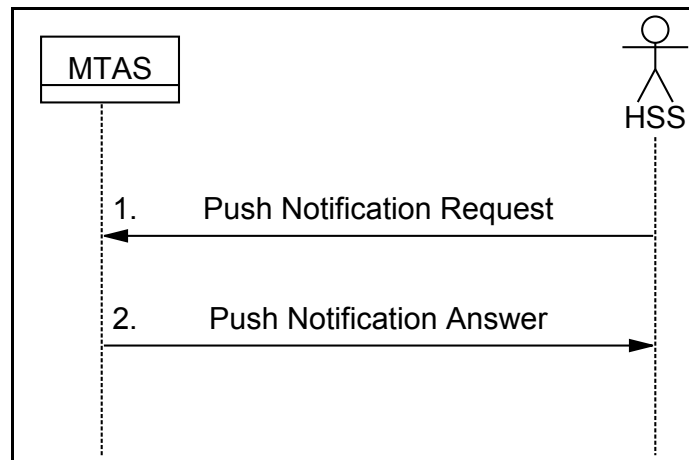 MTAS
HSS
1. Push Notification Request
2. Push Notification Answer